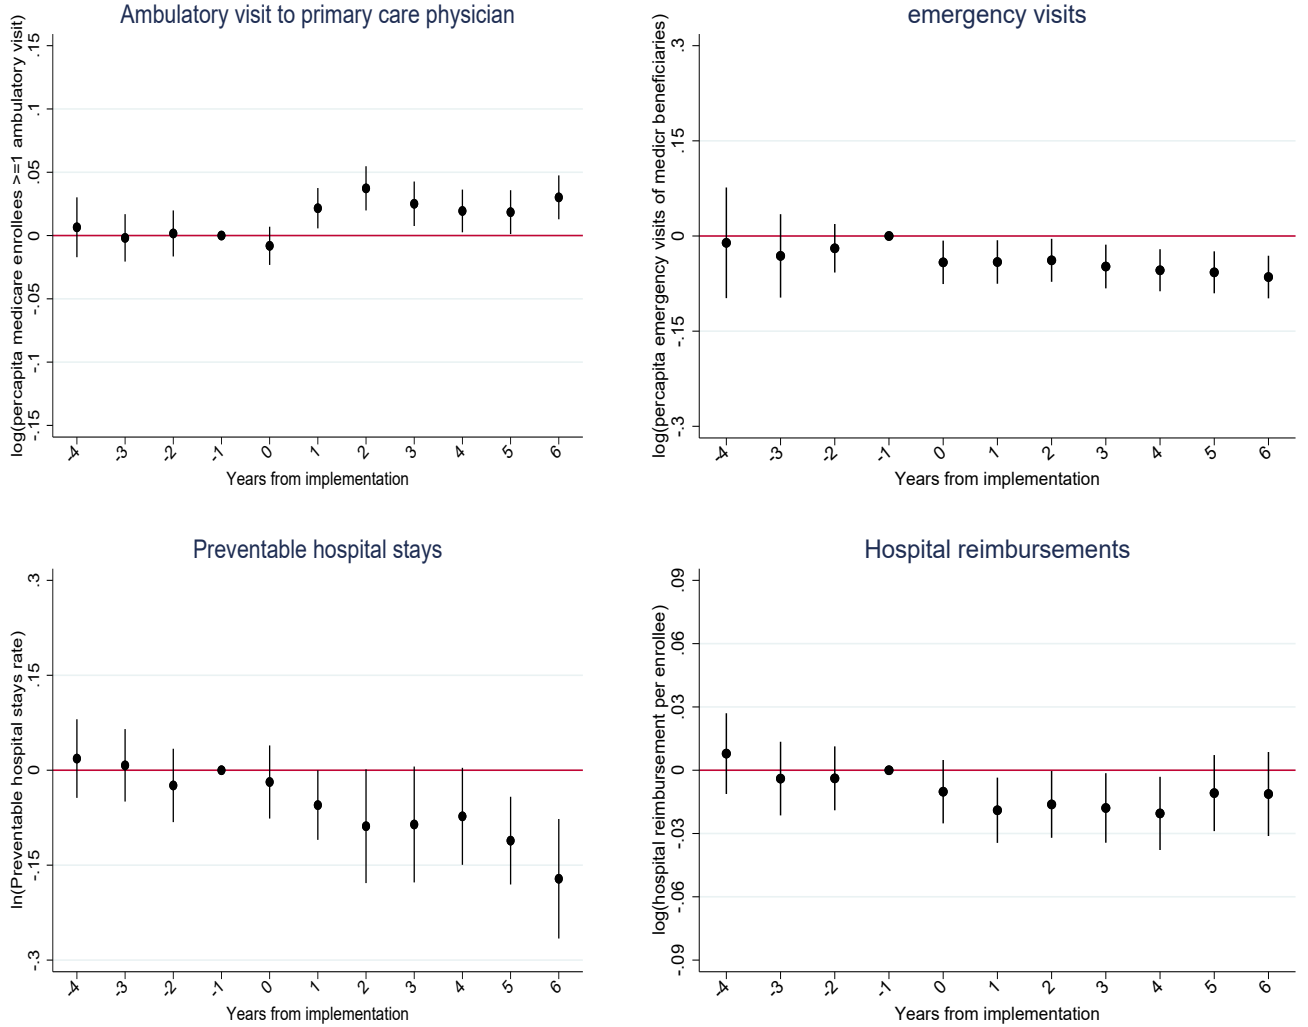 Ambulatory visit to primary care physician
log(percapita medicare enrollees >=1 ambulatory visit)
.15
.1
.05
0
-.05
-.1
-.15
-4 -3 -2 -1 0 1 2 3 4 5 6
Years from implementation
emergency visits
log(percapita emergency visits of medicr beneficiaries)
.3
.15
0
-.15
-.3
-4 -3 -2 -1 0 1 2 3 4 5 6
Years from implementation
Preventable hospital stays
ln(Preventable hospital stays rate)
.3
.15
0
-.15
-.3
-4 -3 -2 -1 0 1 2 3 4 5 6
Years from implementation
Hospital reimbursements
log(hospital reimbursement per enrollee)
.09
.06
.03
0
-.03
-.06
-.09
-4 -3 -2 -1 0 1 2 3 4 5 6
Years from implementation